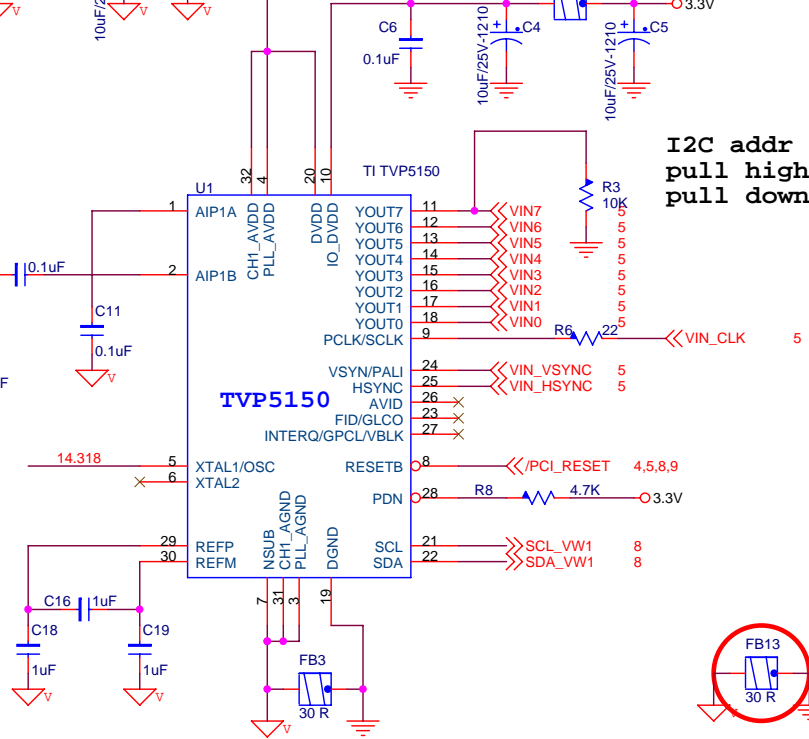 V
V
V
10uF/2
C6
0.1uF
10uF/25V-1210
+
C4
10uF/25V-1210
+
C5
3.3V
I2C addr
pull high
pull down
TI TVP5150
U1
32
4
20
10
R3
10K
1
AIP1A
CH1_AVDD
PLL_AVDD
DVDD
IO_DVDD
YOUT7
11
VIN7
5
YOUT6
12
VIN6
5
YOUT5
13
VIN5
5
YOUT4
14
VIN4
5
0.1uF
2
AIP1B
YOUT3
15
VIN3
5
YOUT2
16
VIN2
5
YOUT1
17
VIN1
5
YOUT0
18
VIN0
5
C11
0.1uF
V
PCLK/SCLK
9
R6
22
VIN_CLK
5
VSYN/PALI
24
VIN_VSYNC
5
HSYNC
25
VIN_HSYNC
5
F
TVP5150
AVID
26
FID/GLCO
23
INTERQ/GPCL/VBLK
27
14.318
5
XTAL1/OSC
6
XTAL2
RESETB
8
/PCI_RESET
4,5,8,9
PDN
28
R8
4.7K
3.3V
29
REFP
30
REFM
NSUB
CH1_AGND
PLL_AGND
DGND
SCL
21
SCL_VW1
8
SDA
22
SDA_VW1
8
7
31
3
19
C16
1uF
C18
1uF
V
C19
1uF
V
FB3
30 R
V
FB13
30 R
V